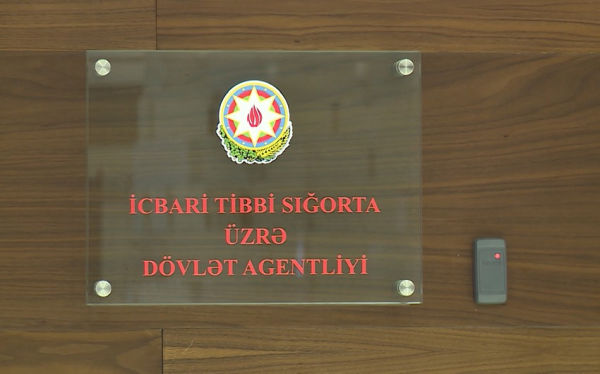 İCBARİ TİBBİ SIĞORTA
ÜZRƏ
DÖVLƏT AGENTLİYİ